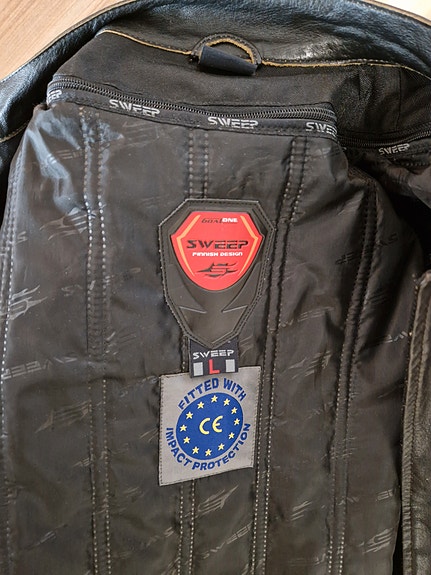 SWEEP
SWEEP
SWEEP
SWEEP
SWEEP
FINNISH DESIGN
SWEEP
L
FITTED WITH
CE
IMPACT PROTECTION